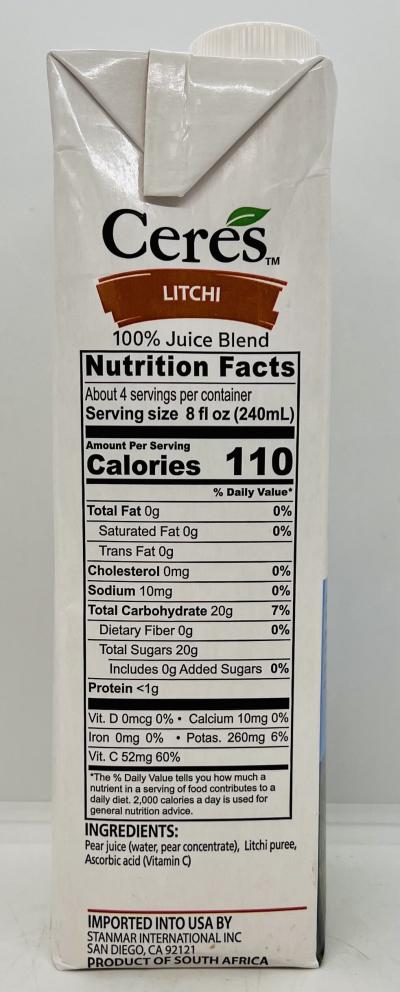 Ceres™
LITCHI
100% Juice Blend
Nutrition Facts
About 4 servings per container
Serving size 8 fl oz (240mL)
Amount Per Serving
Calories 110
% Daily Value*
Total Fat 0g 0%
Saturated Fat 0g 0%
Trans Fat 0g
Cholesterol 0mg 0%
Sodium 10mg 0%
Total Carbohydrate 20g 7%
Dietary Fiber 0g 0%
Total Sugars 20g
Includes 0g Added Sugars 0%
Protein <1g
Vit. D 0mcg 0% • Calcium 10mg 0%
Iron 0mg 0% • Potas. 260mg 6%
Vit. C 52mg 60%
*The % Daily Value tells you how much a
nutrient in a serving of food contributes to a
daily diet. 2,000 calories a day is used for
general nutrition advice.
INGREDIENTS:
Pear juice (water, pear concentrate), Litchi puree,
Ascorbic acid (Vitamin C)
IMPORTED INTO USA BY
STANMAR INTERNATIONAL INC
SAN DIEGO, CA 92121
PRODUCT OF SOUTH AFRICA